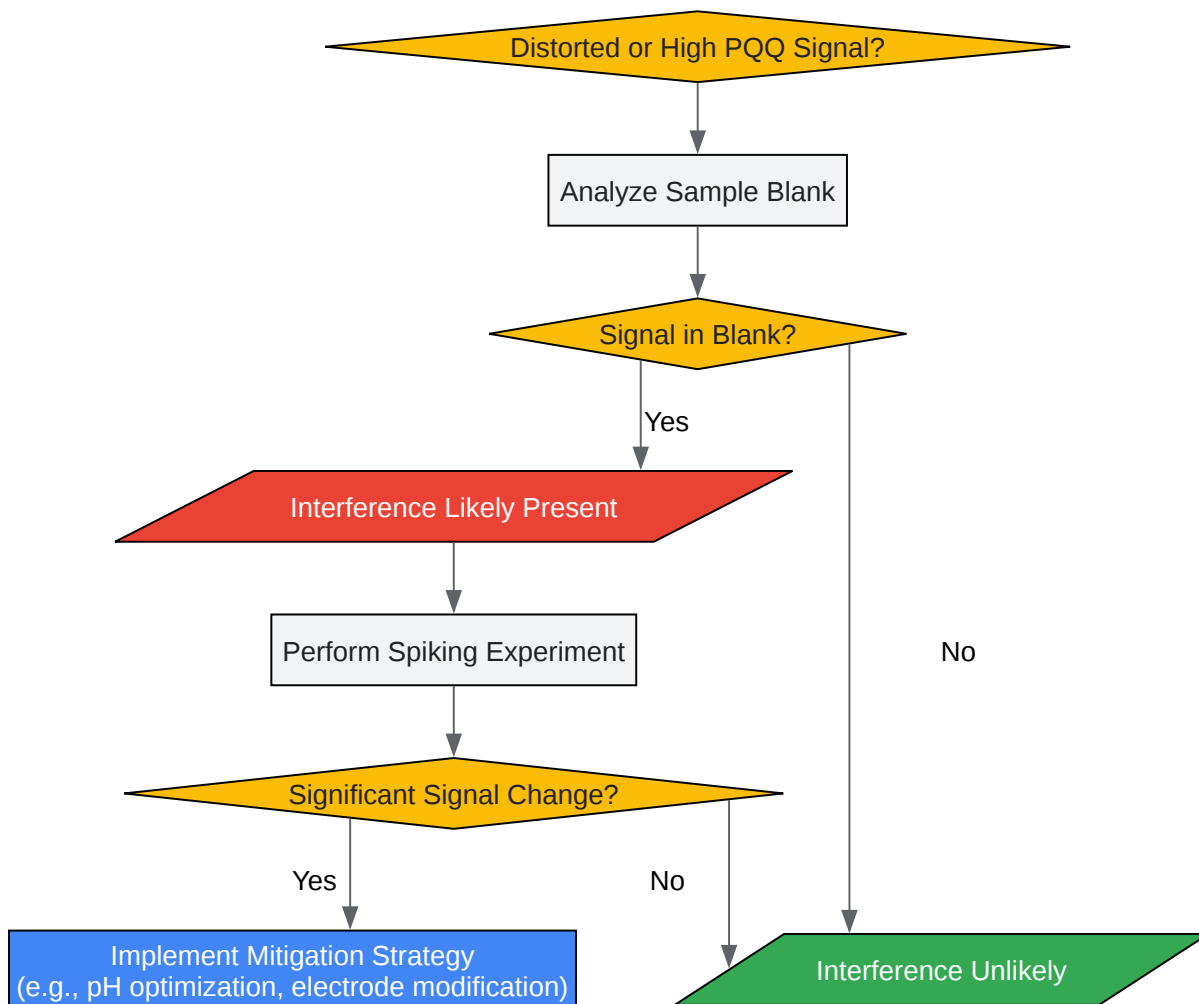 Distorted or High PQQ Signal?
Analyze Sample Blank
Signal in Blank?
Yes
Interference Likely Present
Perform Spiking Experiment
No
Significant Signal Change?
Yes
No
Implement Mitigation Strategy
(e.g., pH optimization, electrode modification)
Interference Unlikely